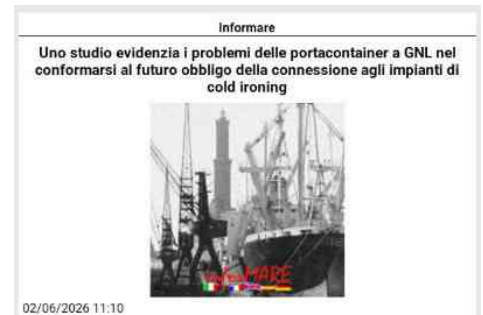 Informare
Uno studio evidenzia i problemi delle portacontainer a GNL nel
conformarsi al futuro obbligo della connessione agli impianti di
cold ironing
informARE
02/06/2026 11:10